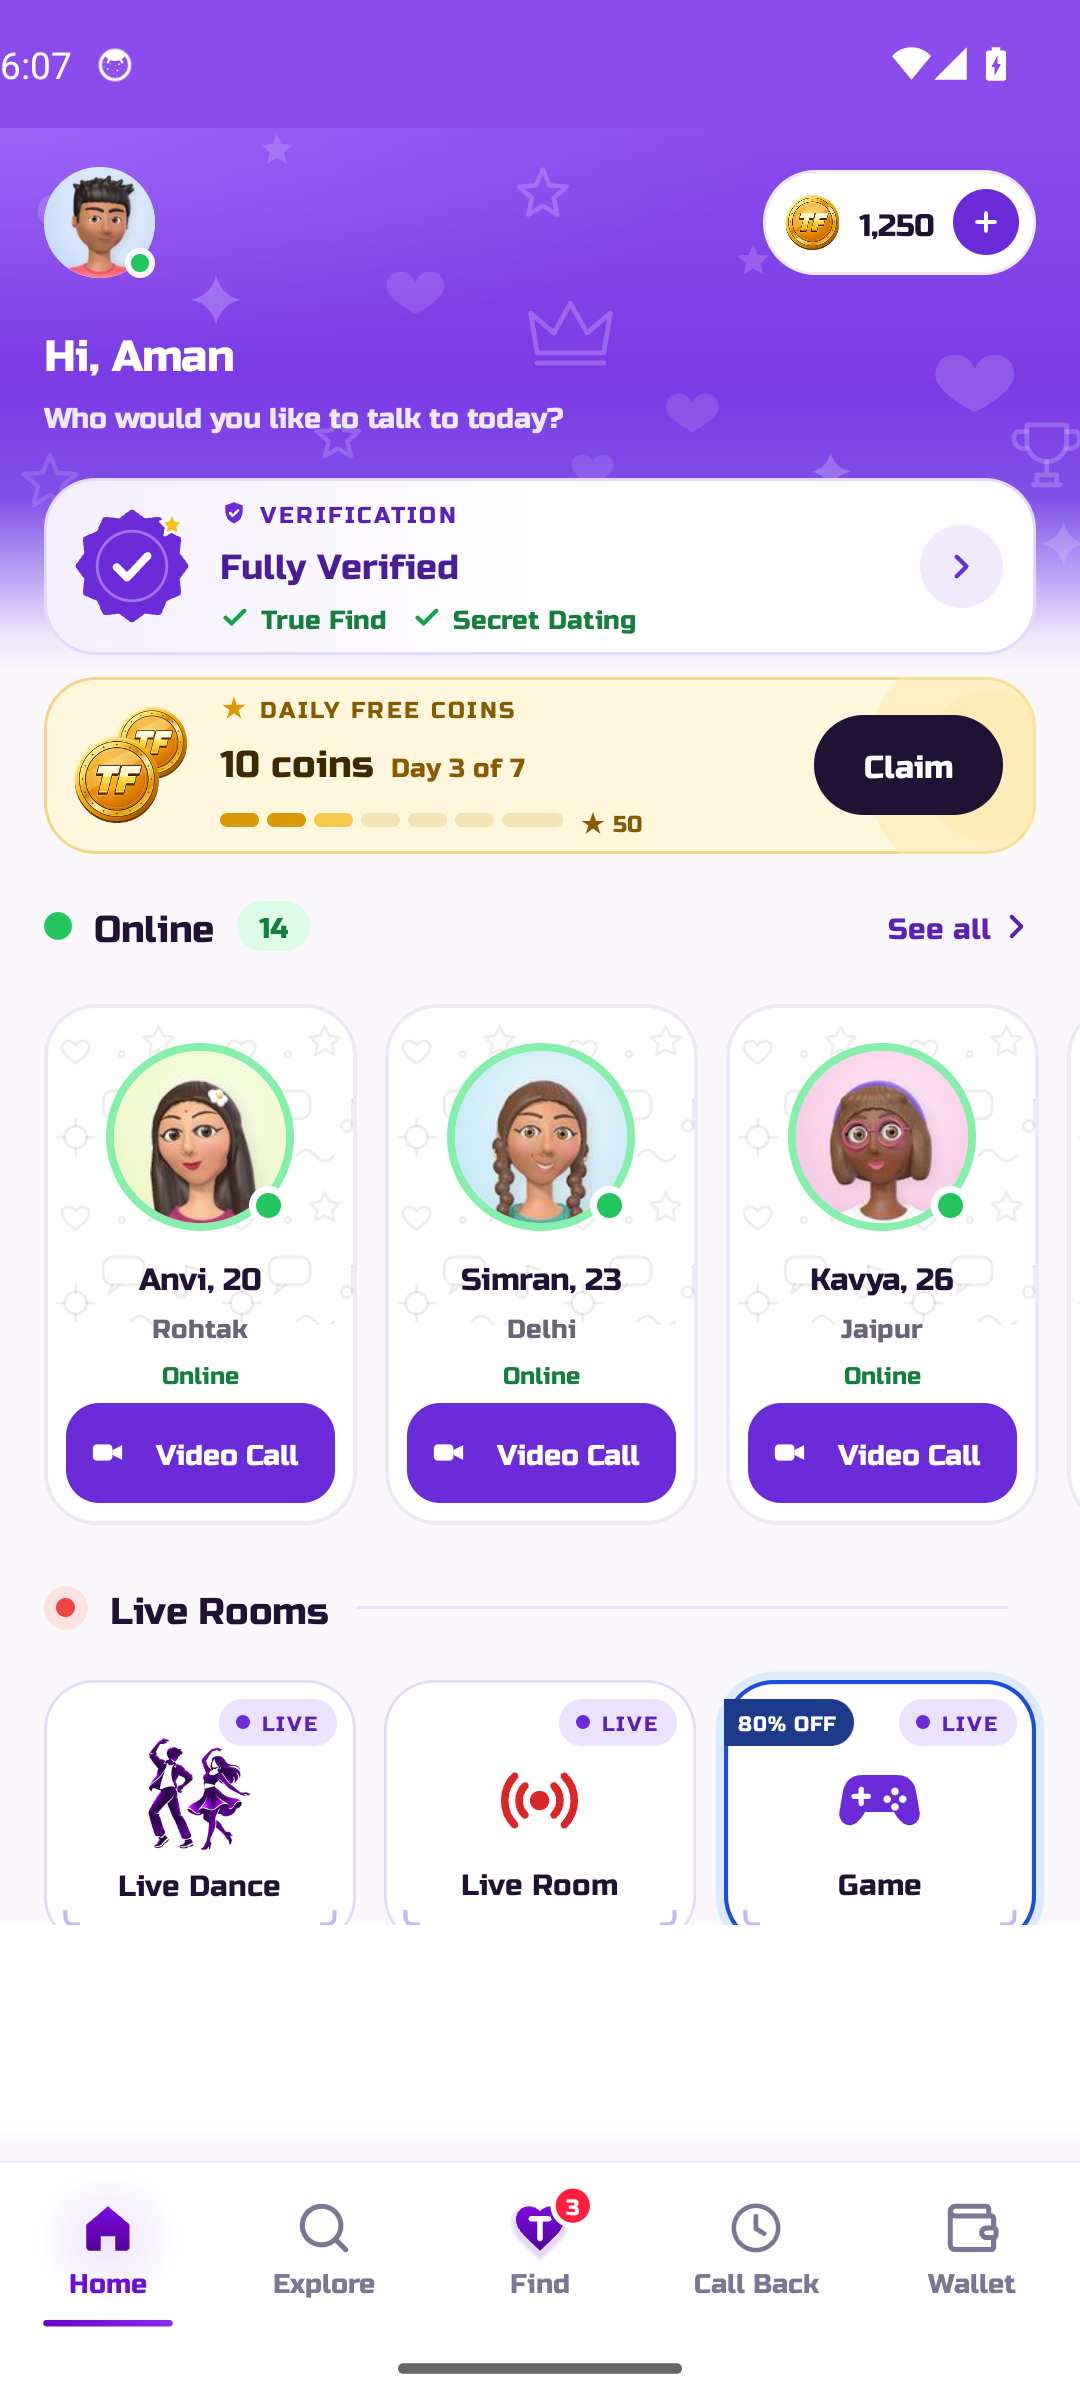 6:07
1,250
Hi, Aman
Who would you like to talk to today?
VERIFICATION
Fully Verified
True Find Secret Dating
DAILY FREE COINS
10 coins Day 3 of 7
★ 50
Claim
Online 14
See all
Anvi, 20
Rohtak
Online
Video Call
Simran, 23
Delhi
Online
Video Call
Kavya, 26
Jaipur
Online
Video Call
Live Rooms
LIVE
Live Dance
LIVE
Live Room
80% OFF
LIVE
Game
Home
Explore
3
Find
Call Back
Wallet
TF
TF
TF
T